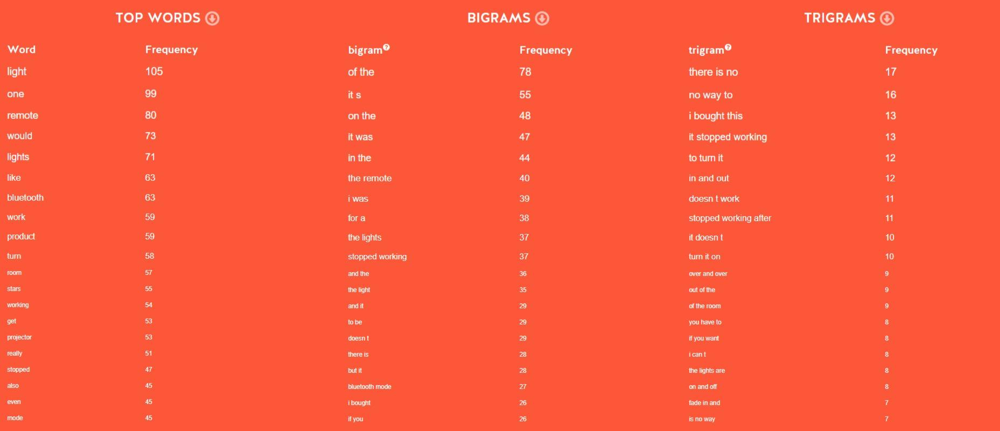 TOP WORDS BIGRAMS TRIGRAMS
Word Frequency bigram? Frequency trigram? Frequency
light 105 of the 78 there is no 17
one 99 it s 55 no way to 16
remote 80 on the 48 i bought this 13
would 73 it was 47 it stopped working 13
lights 71 in the 44 to turn it 12
like 63 the remote 40 in and out 12
bluetooth 63 i was 39 doesn t work 11
work 59 for a 38 stopped working after 11
product 59 the lights 37 it doesn t 10
turn 58 stopped working 37 turn it on 10
room 57 and the 36 over and over 9
stars 55 the light 35 out of the 9
working 54 and it 29 of the room 9
get 53 to be 29 you have to 8
projector 53 doesn t 29 if you want 8
really 51 there is 28 i can t 8
stopped 47 but it 28 the lights are 8
also 45 bluetooth mode 27 on and off 8
even 45 i bought 26 fade in and 7
mode 45 if you 26 is no way 7